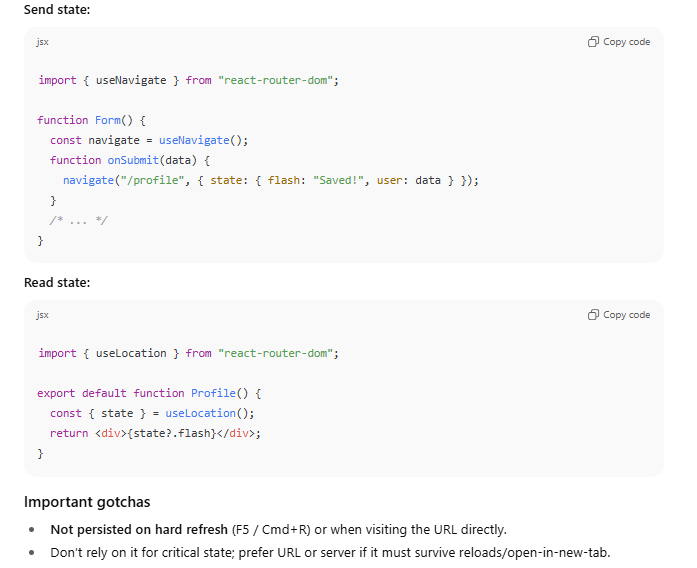 Send state:
jsx
Copy code
import { useNavigate } from "react-router-dom";
function Form() {
const navigate = useNavigate();
function onSubmit(data) {
navigate("/profile", { state: { flash: "Saved!", user: data } });
}
/* ... */
}
Read state:
jsx
Copy code
import { useLocation } from "react-router-dom";
export default function Profile() {
const { state } = useLocation();
return <div>{state?.flash}</div>;
}
Important gotchas
Not persisted on hard refresh (F5 / Cmd+R) or when visiting the URL directly.
Don't rely on it for critical state; prefer URL or server if it must survive reloads/open-in-new-tab.